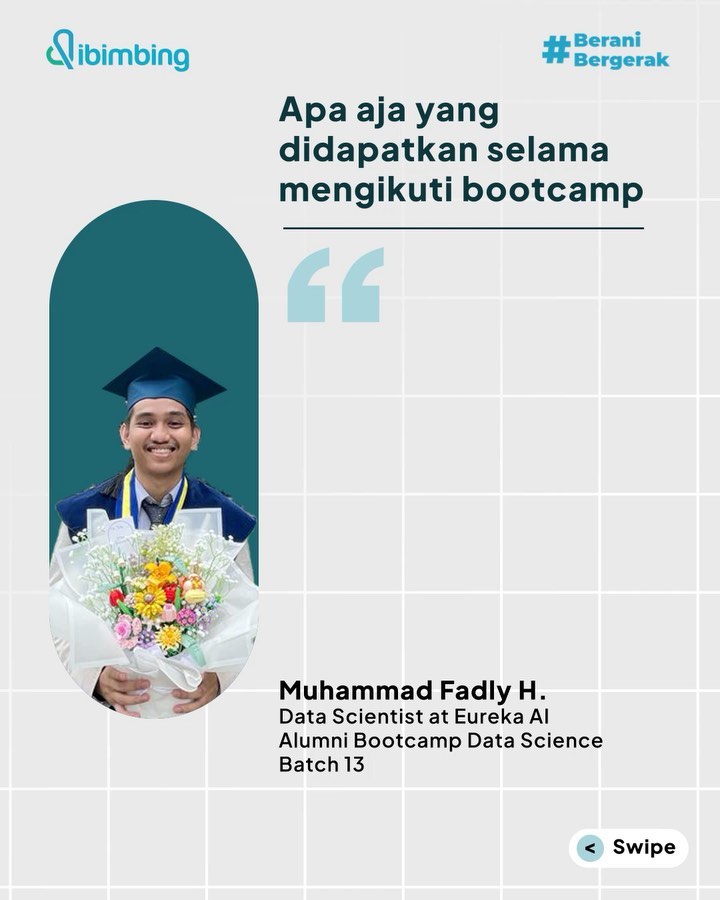 dibimbing
#Berani
Bergerak
Apa aja yang
didapatkan selama
mengikuti bootcamp
“
Muhammad Fadly H.
Data Scientist at Eureka AI
Alumni Bootcamp Data Science
Batch 13
< Swipe